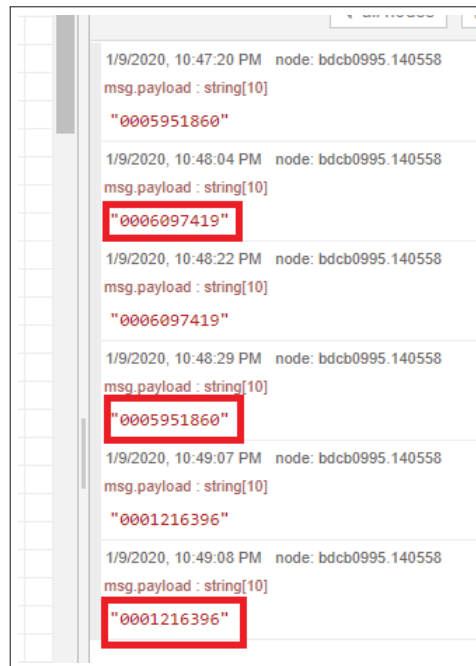 all nodes
1/9/2020, 10:47:20 PM node: bdcb0995.140558
msg.payload : string[10]
"0005951860"
1/9/2020, 10:48:04 PM node: bdcb0995.140558
msg.payload : string[10]
"0006097419"
1/9/2020, 10:48:22 PM node: bdcb0995.140558
msg.payload : string[10]
"0006097419"
1/9/2020, 10:48:29 PM node: bdcb0995.140558
msg.payload : string[10]
"0005951860"
1/9/2020, 10:49:07 PM node: bdcb0995.140558
msg.payload : string[10]
"0001216396"
1/9/2020, 10:49:08 PM node: bdcb0995.140558
msg.payload : string[10]
"0001216396"